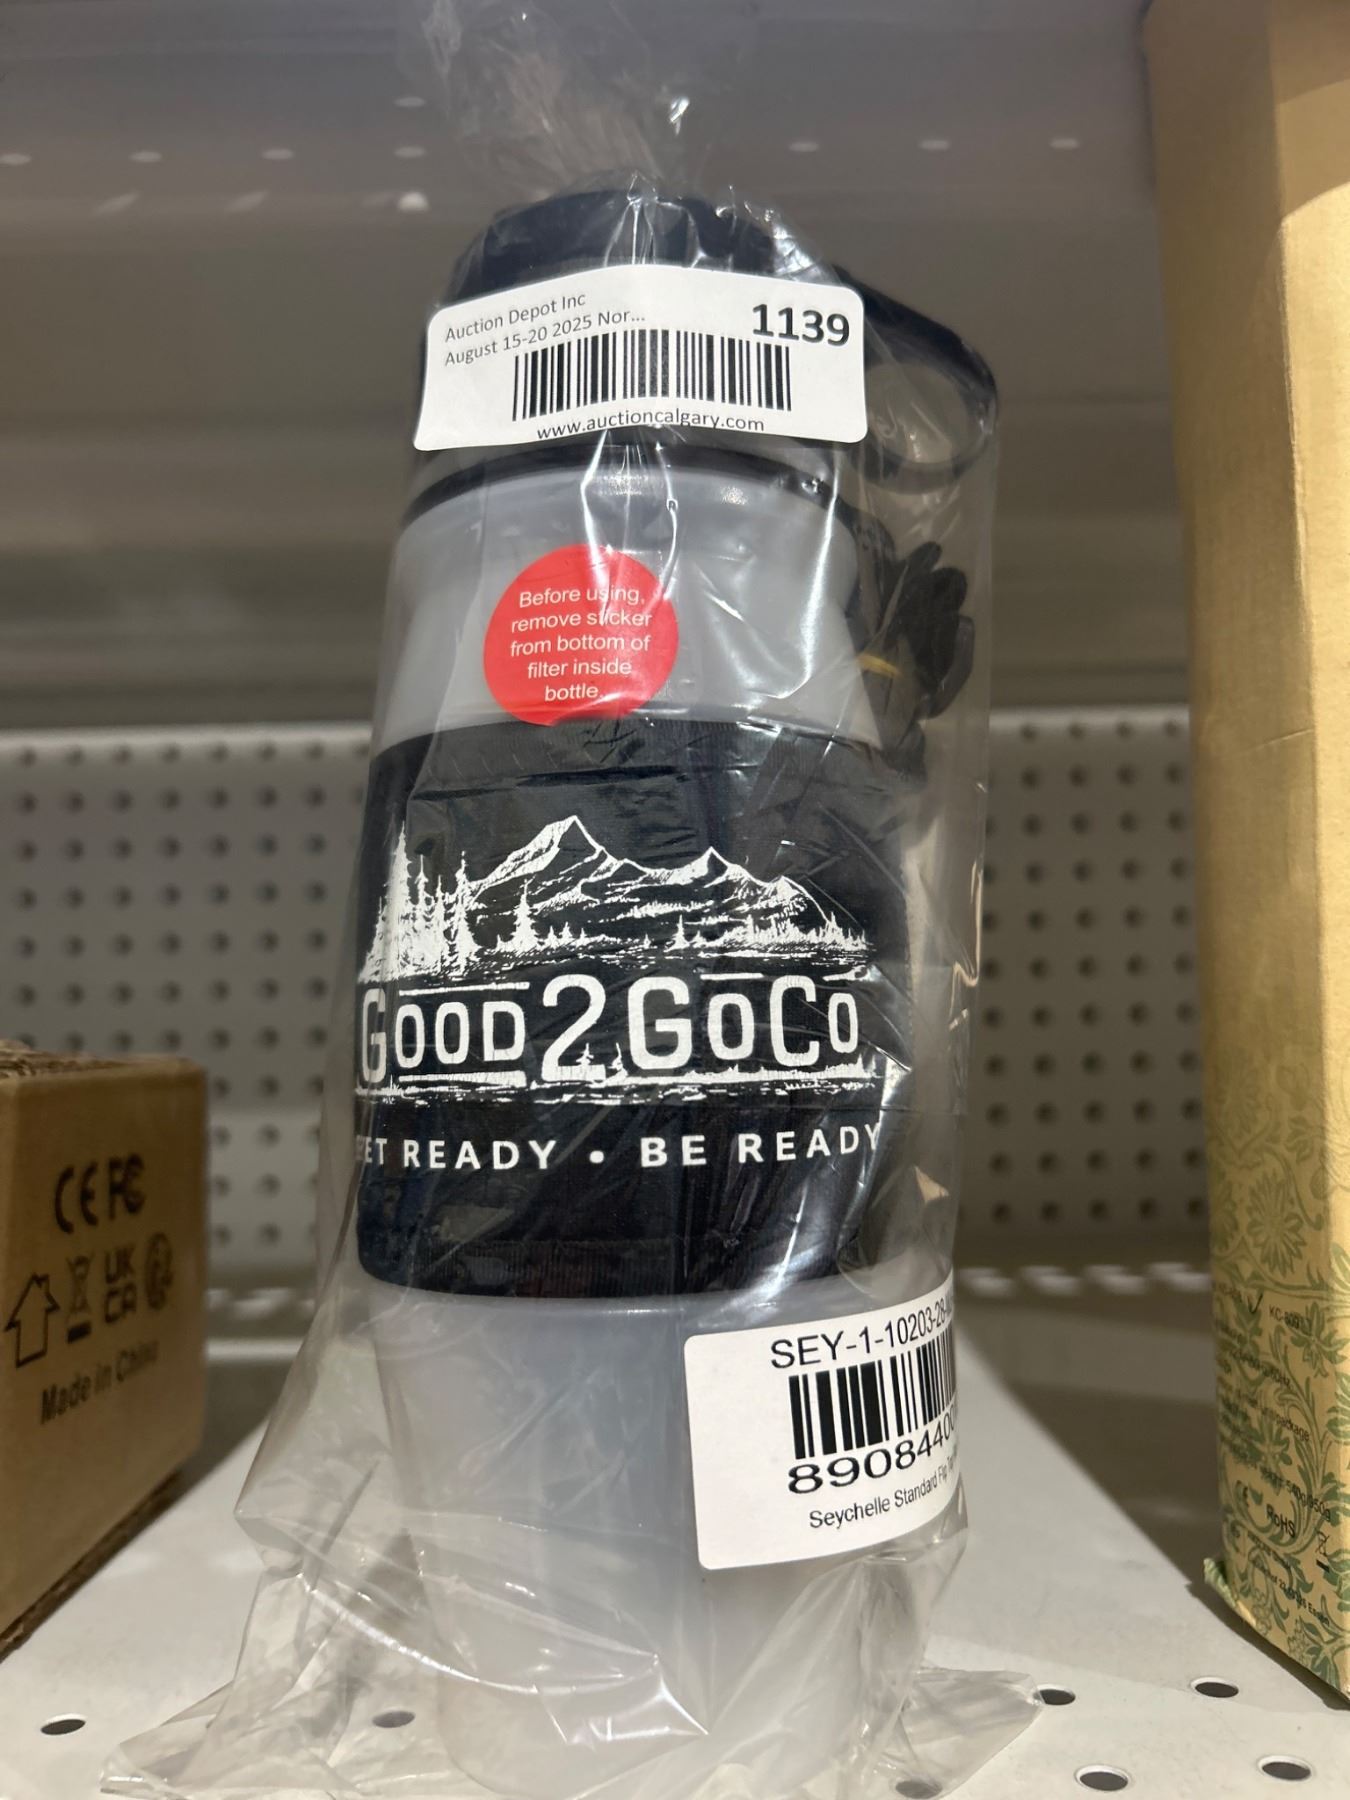 Auction Depot Inc
August 15-20 2025 Nor...
1139
www.auctioncalgary.com
Before using,
remove sticker
from bottom of
filter inside
bottle.
GOOD2GOCO
GET READY • BE READY
SEY-1-10203-28-
8908440
Seychelle Standard Flip
CE FC
UK
CA
Made in China
RoHS